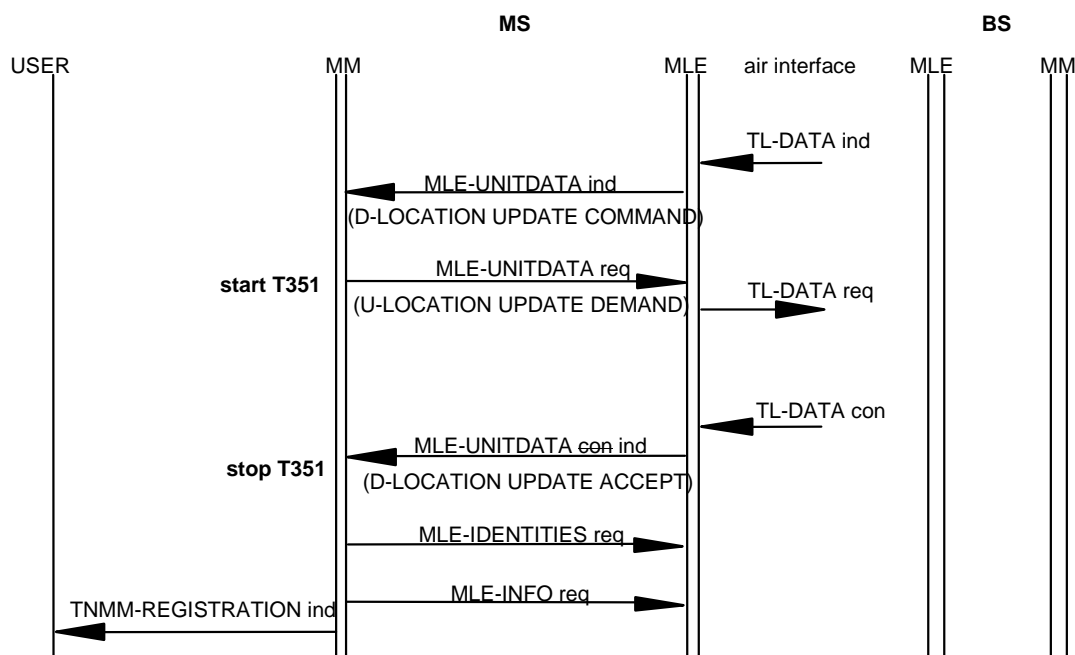 MS BS
USER MM MLE air interface MLE MM
TL-DATA ind
MLE-UNITDATA ind
(D-LOCATION UPDATE COMMAND)
MLE-UNITDATA req
start T351
(U-LOCATION UPDATE DEMAND)
TL-DATA req
TL-DATA con
MLE-UNITDATA con ind
stop T351
(D-LOCATION UPDATE ACCEPT)
MLE-IDENTITIES req
MLE-INFO req
TNMM-REGISTRATION ind